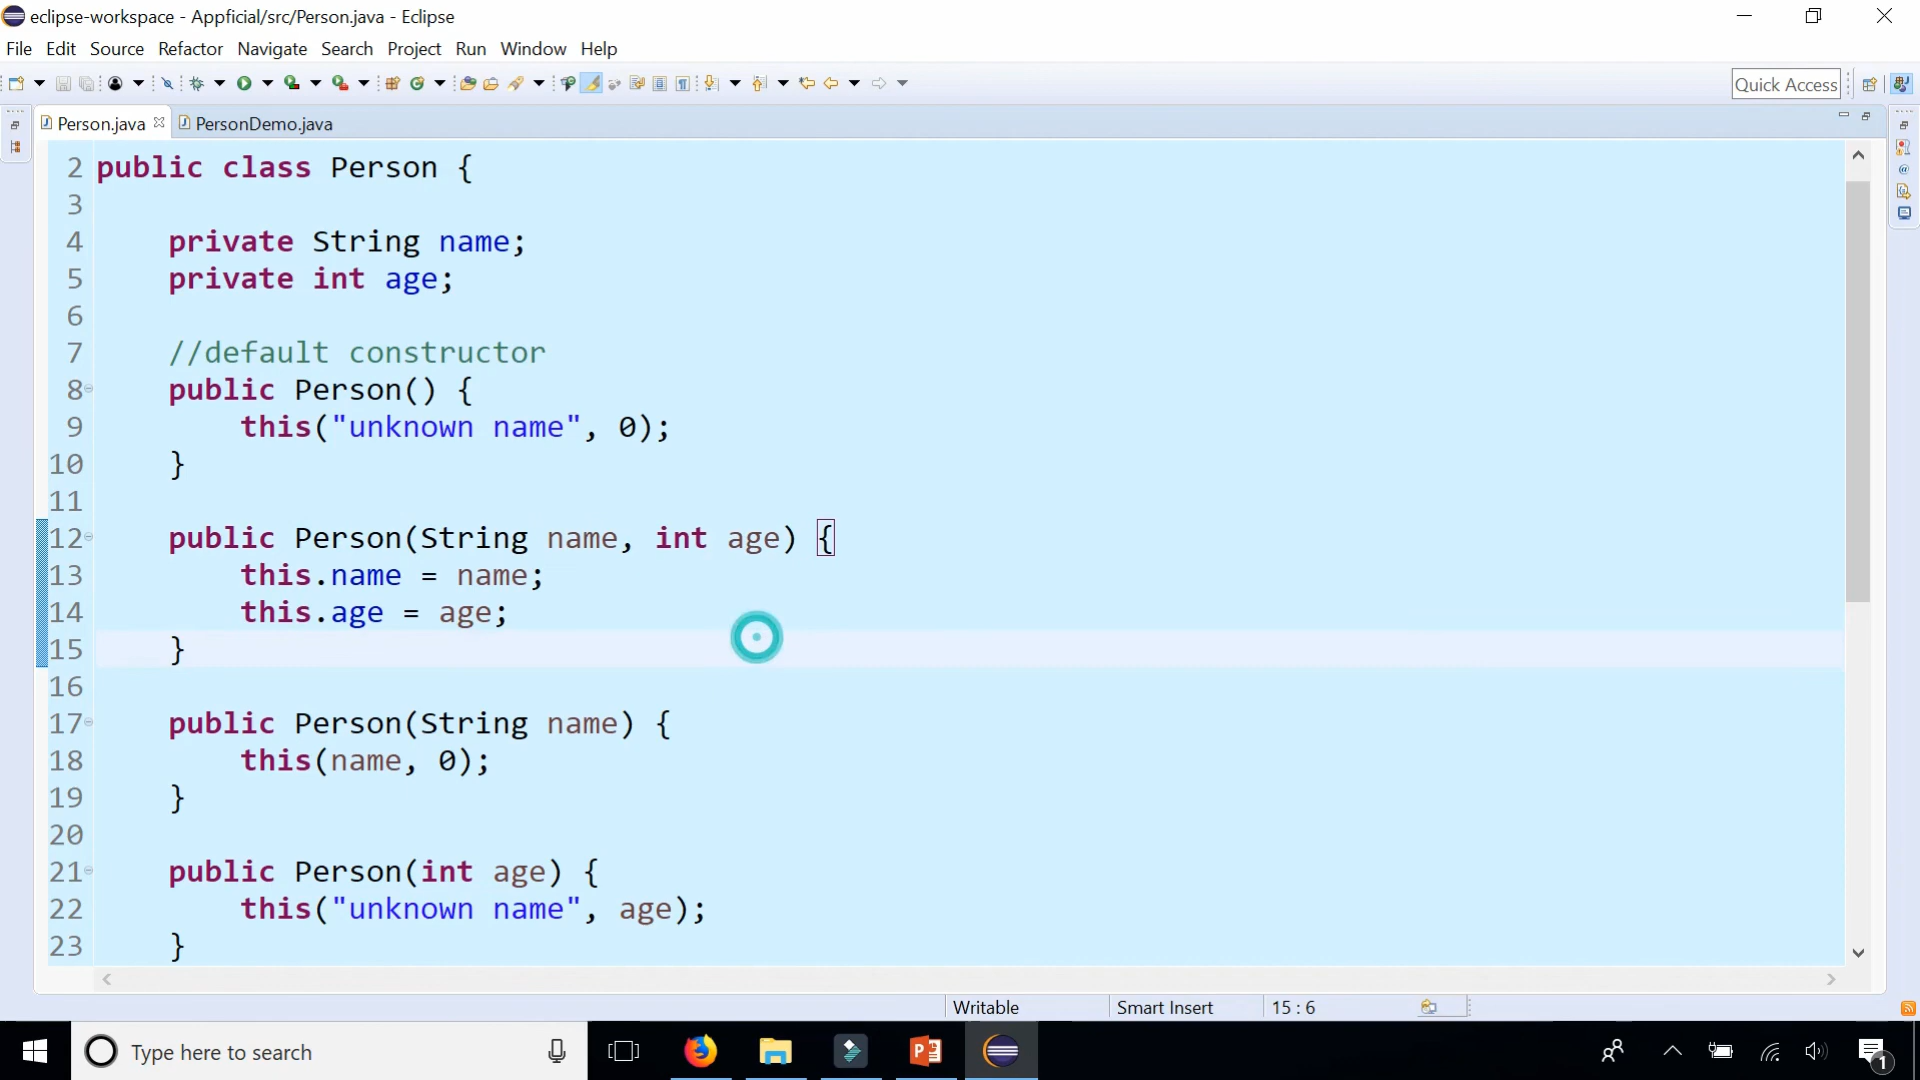 eclipse-workspace - Appficial/src/Person.java - Eclipse
File Edit Source Refactor Navigate Search Project Run Window Help
Quick Access
Person.java PersonDemo.java
2 public class Person {
3
4 private String name;
5 private int age;
6
7 //default constructor
8 public Person() {
9 this("unknown name", 0);
10 }
11
12 public Person(String name, int age) {
13 this.name = name;
14 this.age = age;
15 }
16
17 public Person(String name) {
18 this(name, 0);
19 }
20
21 public Person(int age) {
22 this("unknown name", age);
23 }
Writable Smart Insert 15 : 6
Type here to search
1